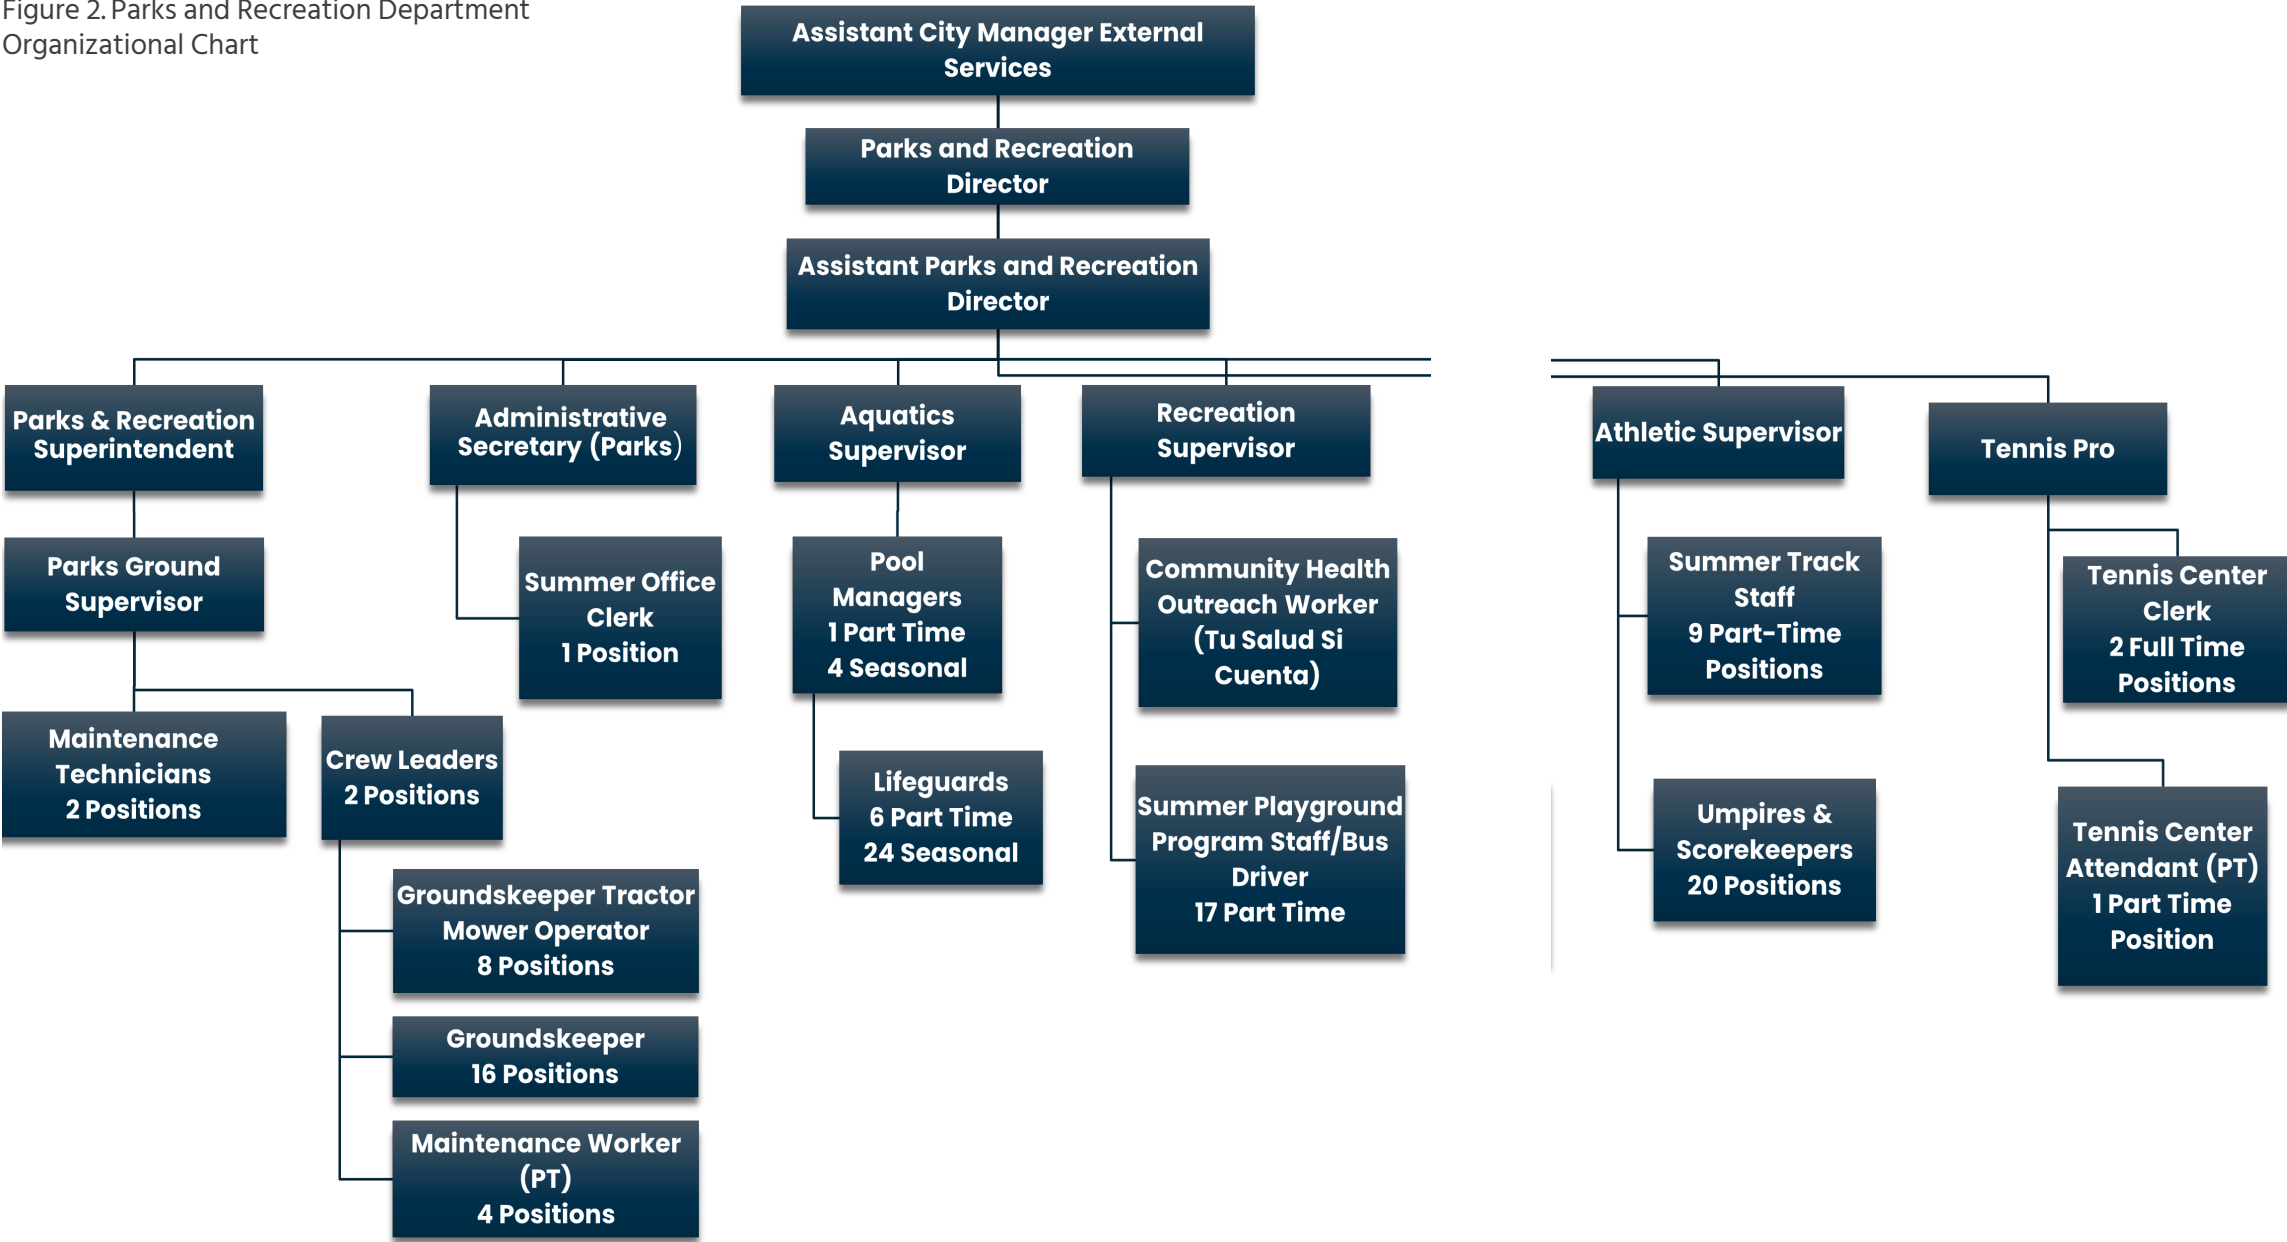 Figure 2. Parks and Recreation Department
Organizational Chart
Assistant City Manager External
Services
Parks and Recreation
Director
Assistant Parks and Recreation
Director
Parks & Recreation
Superintendent
Administrative
Secretary (Parks)
Aquatics
Supervisor
Recreation
Supervisor
Athletic Supervisor
Tennis Pro
Parks Ground
Supervisor
Summer Office
Clerk
1 Position
Pool
Managers
1 Part Time
4 Seasonal
Community Health
Outreach Worker
(Tu Salud Si
Cuenta)
Summer Track
Staff
9 Part-Time
Positions
Tennis Center
Clerk
2 Full Time
Positions
Maintenance
Technicians
2 Positions
Crew Leaders
2 Positions
Lifeguards
6 Part Time
24 Seasonal
Summer Playground
Program Staff/Bus
Driver
17 Part Time
Umpires &
Scorekeepers
20 Positions
Tennis Center
Attendant (PT)
1 Part Time
Position
Groundskeeper Tractor
Mower Operator
8 Positions
Groundskeeper
16 Positions
Maintenance Worker
(PT)
4 Positions